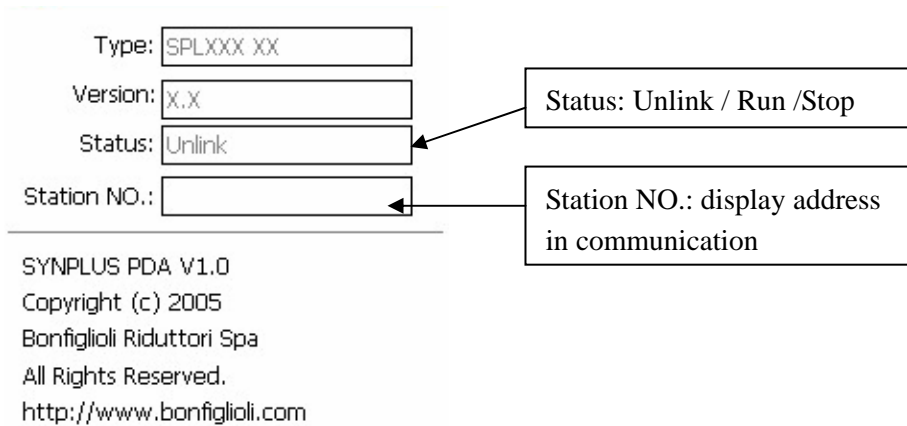 Type: SPLXXX XX
Version: X.X
Status: Unlink
Station NO.:
Status: Unlink / Run /Stop
Station NO.: display address
in communication
SYNPLUS PDA V1.0
Copyright (c) 2005
Bonfiglioli Riduttori Spa
All Rights Reserved.
http://www.bonfiglioli.com